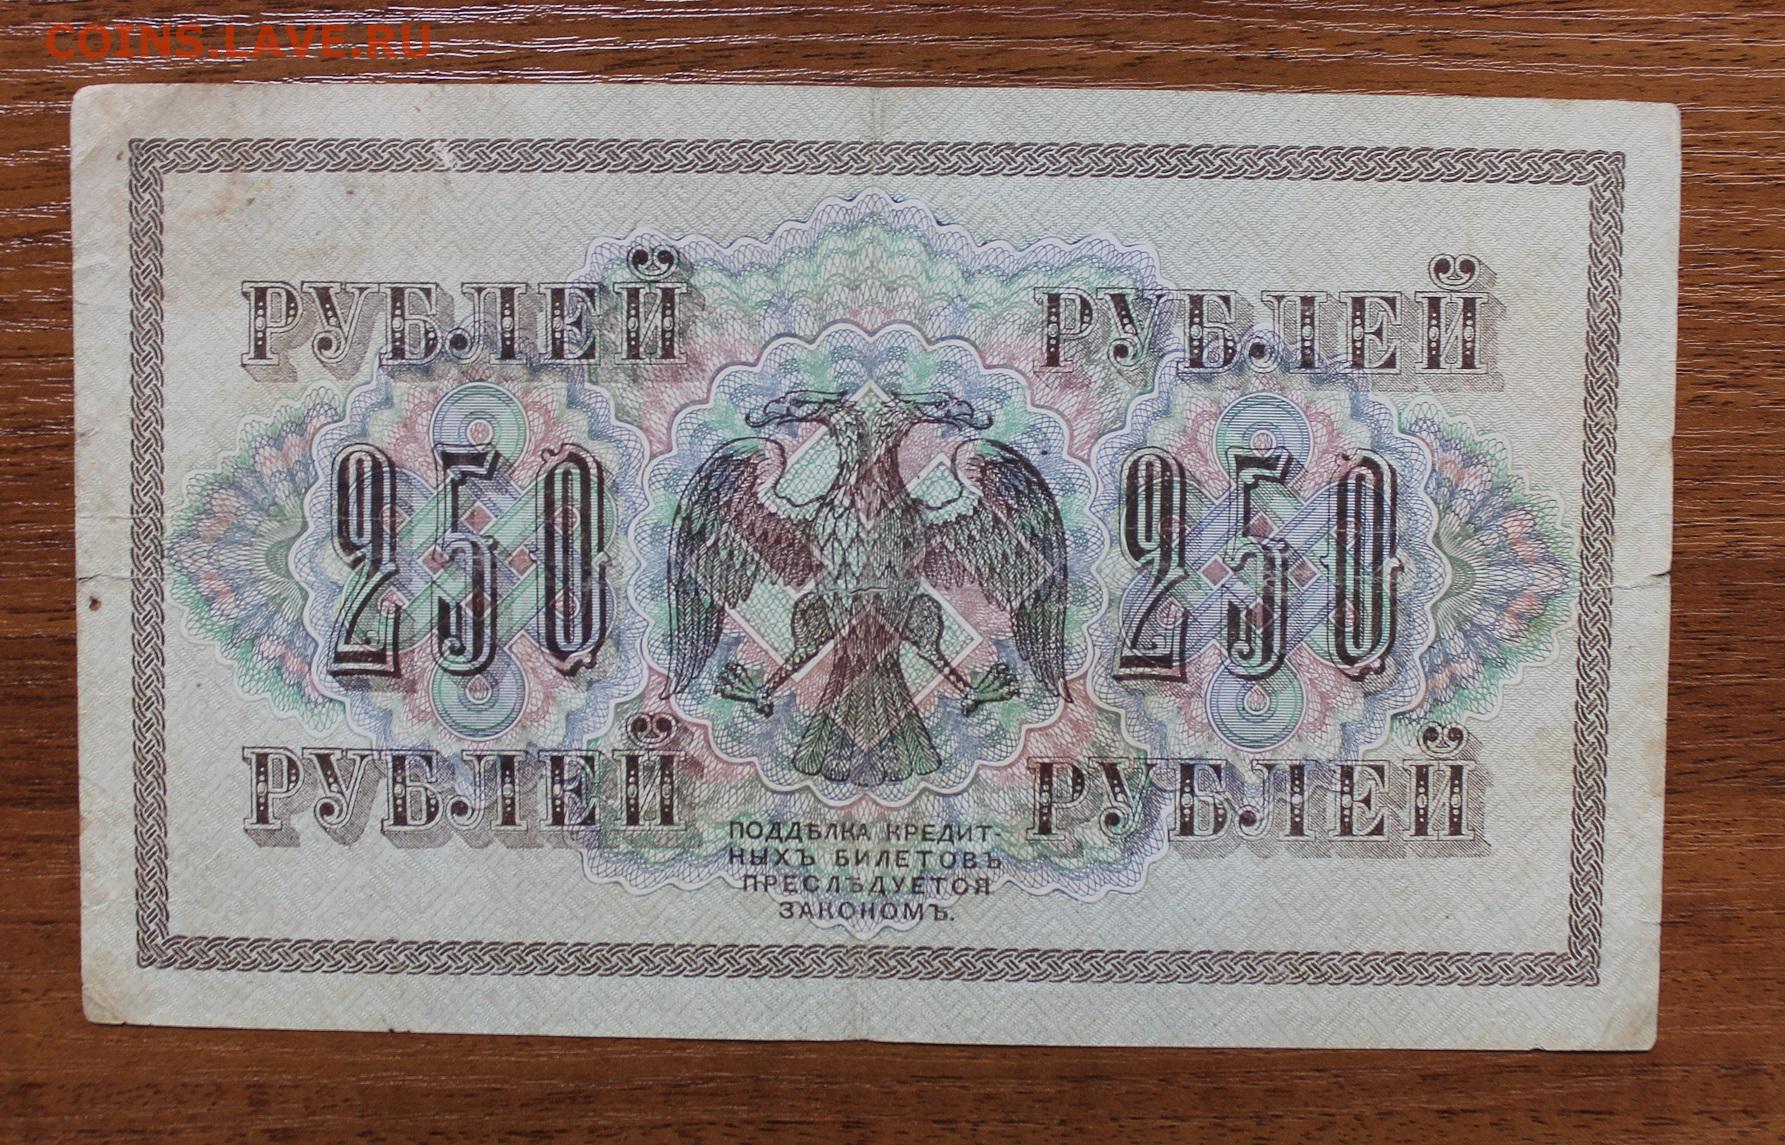 COINS.LAVE.RU
РУБЛЕЙ РУБЛЕЙ
250 250
РУБЛЕЙ РУБЛЕЙ
ПОДДѢЛКА КРЕДИТ-
НЫХЪ БИЛЕТОВЪ
ПРЕСЛѢДУЕТСЯ
ЗАКОНОМЪ.